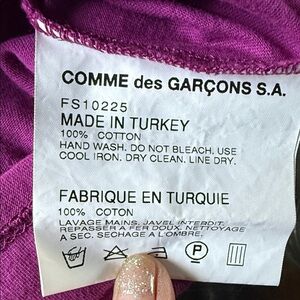 COMME des GARÇONS S.A.
FS10225
MADE IN TURKEY
100% COTTON
HAND WASH. DO NOT BLEACH. USE
COOL IRON. DRY CLEAN. LINE DRY.
FABRIQUE EN TURQUIE
100% COTON
LAVAGE MAINS. JAVEL INTERDIT.
REPASSER A FER DOUX. NETTOYAGE
A SEC. SECHAGE A L'OMBRE.
P